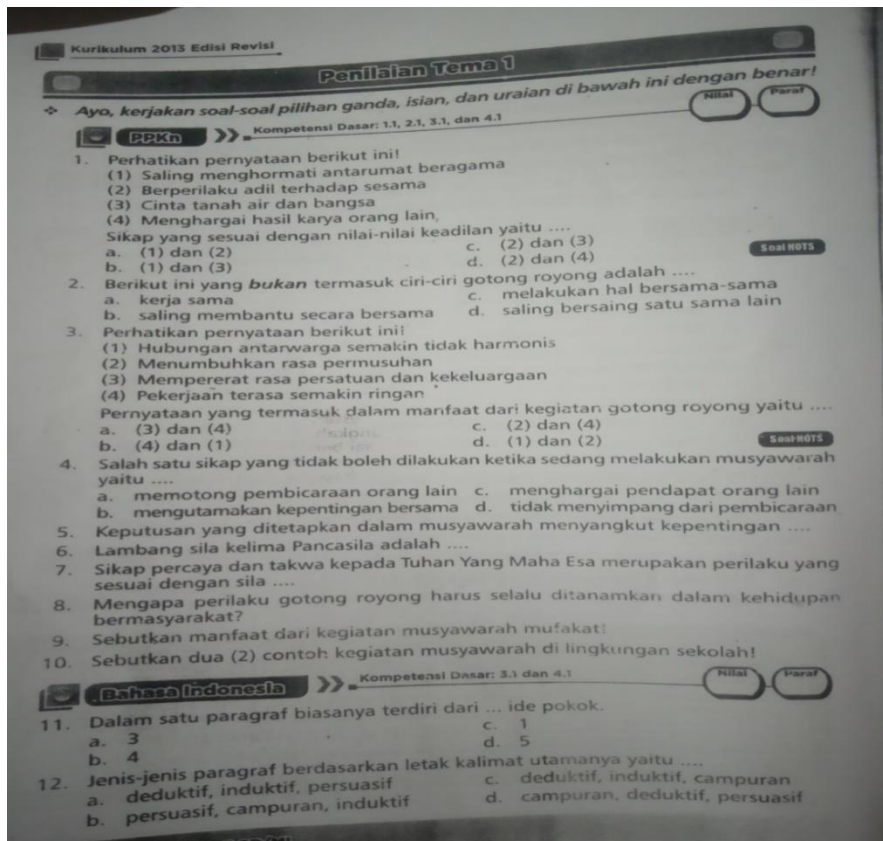 Kurikulum 2013 Edisi Revisi
Penilaian Tema 1
Ayo, kerjakan soal-soal pilihan ganda, isian, dan uraian di bawah ini dengan benar!
PPKn Kompetensi Dasar: 1.1, 2.1, 3.1, dan 4.1 Nilai Paraf
1. Perhatikan pernyataan berikut ini!
(1) Saling menghormati antarumat beragama
(2) Berperilaku adil terhadap sesama
(3) Cinta tanah air dan bangsa
(4) Menghargai hasil karya orang lain,
Sikap yang sesuai dengan nilai-nilai keadilan yaitu ....
a. (1) dan (2) c. (2) dan (3)
b. (1) dan (3) d. (2) dan (4) Soal HOTS
2. Berikut ini yang bukan termasuk ciri-ciri gotong royong adalah ....
a. kerja sama c. melakukan hal bersama-sama
b. saling membantu secara bersama d. saling bersaing satu sama lain
3. Perhatikan pernyataan berikut ini!
(1) Hubungan antarwarga semakin tidak harmonis
(2) Menumbuhkan rasa permusuhan
(3) Mempererat rasa persatuan dan kekeluargaan
(4) Pekerjaan terasa semakin ringan
Pernyataan yang termasuk dalam manfaat dari kegiatan gotong royong yaitu ....
a. (3) dan (4) c. (2) dan (4)
b. (4) dan (1) d. (1) dan (2) Soal HOTS
4. Salah satu sikap yang tidak boleh dilakukan ketika sedang melakukan musyawarah
yaitu ....
a. memotong pembicaraan orang lain c. menghargai pendapat orang lain
b. mengutamakan kepentingan bersama d. tidak menyimpang dari pembicaraan
5. Keputusan yang ditetapkan dalam musyawarah menyangkut kepentingan ....
6. Lambang sila kelima Pancasila adalah ....
7. Sikap percaya dan takwa kepada Tuhan Yang Maha Esa merupakan perilaku yang
sesuai dengan sila ....
8. Mengapa perilaku gotong royong harus selalu ditanamkan dalam kehidupan
bermasyarakat?
9. Sebutkan manfaat dari kegiatan musyawarah mufakat!
10. Sebutkan dua (2) contoh kegiatan musyawarah di lingkungan sekolah!
Bahasa Indonesia Kompetensi Dasar: 3.1 dan 4.1 Nilai Paraf
11. Dalam satu paragraf biasanya terdiri dari ... ide pokok.
a. 3 c. 1
b. 4 d. 5
12. Jenis-jenis paragraf berdasarkan letak kalimat utamanya yaitu ....
a. deduktif, induktif, persuasif c. deduktif, induktif, campuran
b. persuasif, campuran, induktif d. campuran, deduktif, persuasif